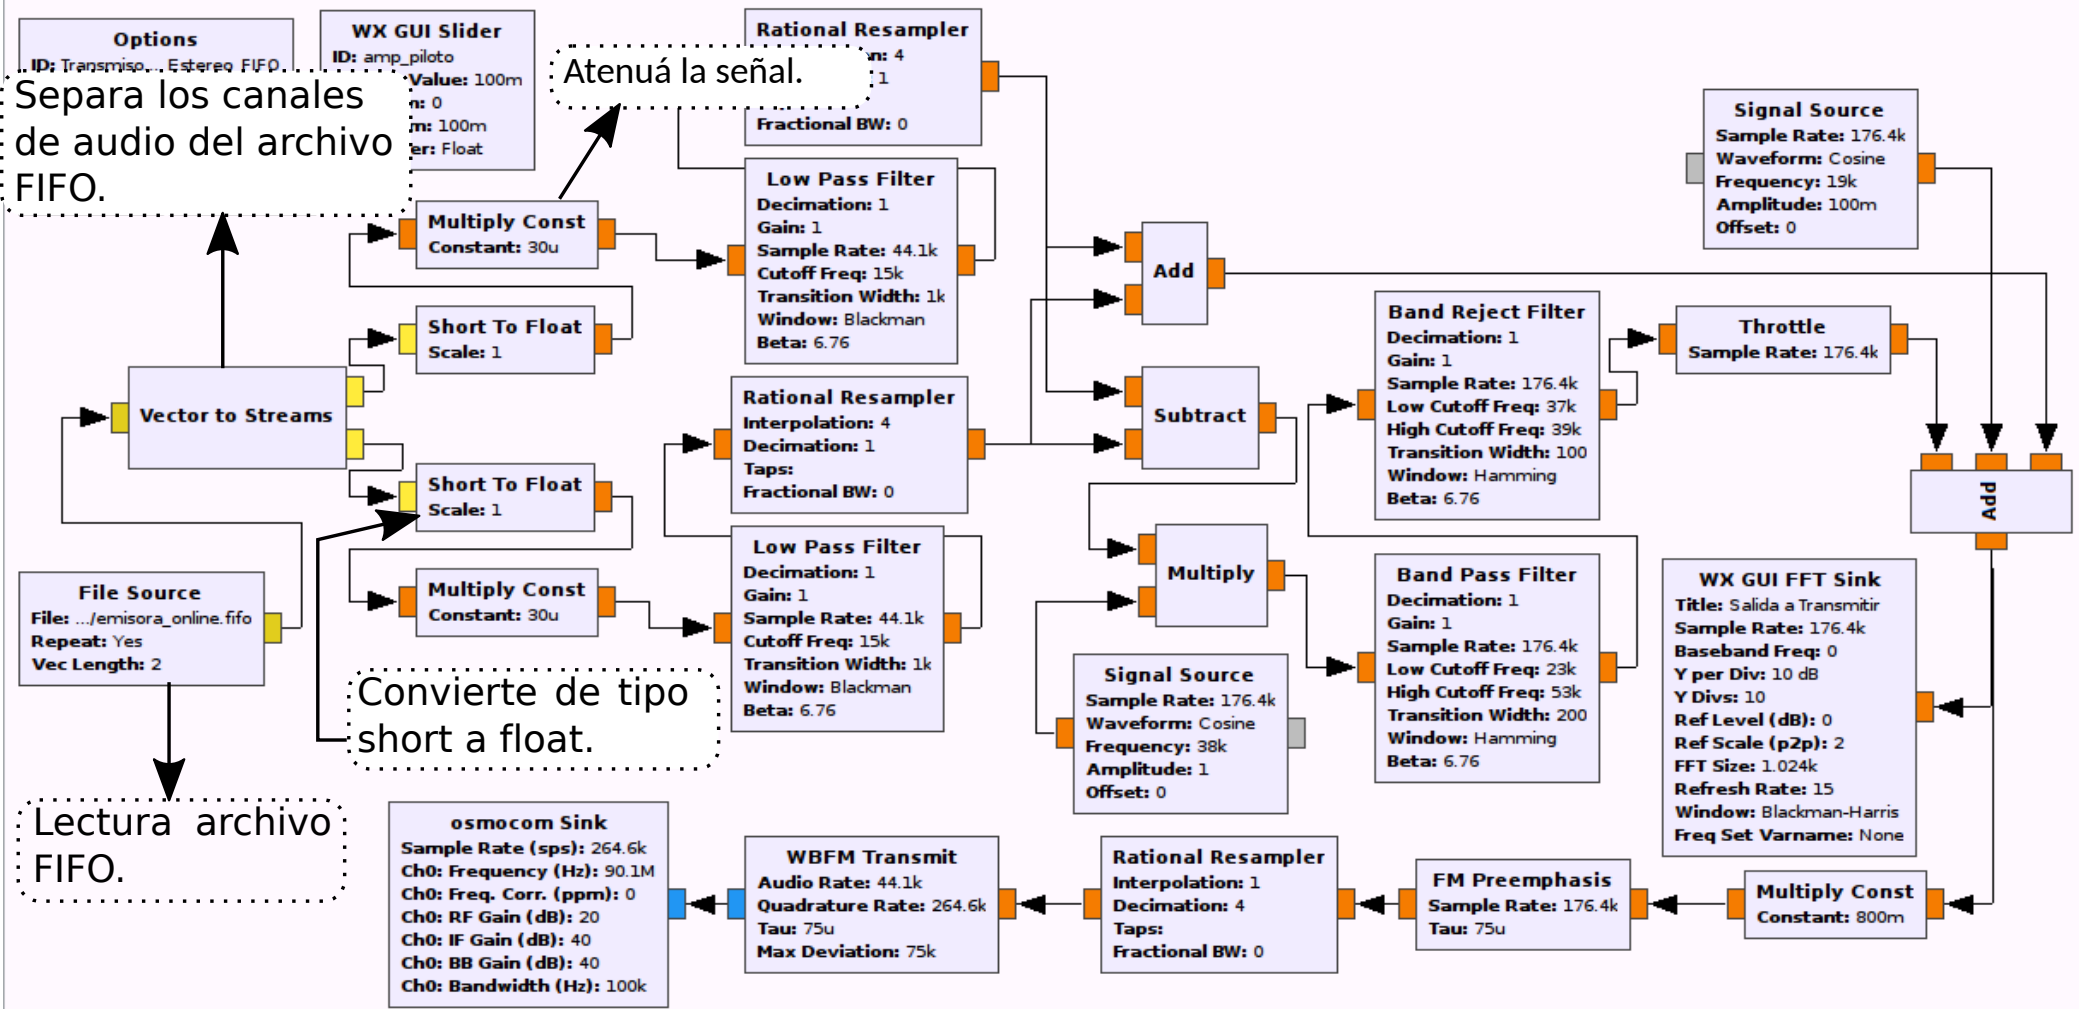 Options
ID: Transmiso... Estereo FIFO
WX GUI Slider
ID: amp_piloto
Value: 100m
n: 0
m: 100m
er: Float
Separa los canales
de audio del archivo
FIFO.
Atenuá la señal.
Rational Resampler
n: 4
1
Fractional BW: 0
Low Pass Filter
Decimation: 1
Gain: 1
Sample Rate: 44.1k
Cutoff Freq: 15k
Transition Width: 1k
Window: Blackman
Beta: 6.76
Multiply Const
Constant: 30u
Short To Float
Scale: 1
Vector to Streams
Short To Float
Scale: 1
Multiply Const
Constant: 30u
File Source
File: .../emisora_online.fifo
Repeat: Yes
Vec Length: 2
Convierte de tipo
short a float.
Lectura archivo
FIFO.
Rational Resampler
Interpolation: 4
Decimation: 1
Taps:
Fractional BW: 0
Low Pass Filter
Decimation: 1
Gain: 1
Sample Rate: 44.1k
Cutoff Freq: 15k
Transition Width: 1k
Window: Blackman
Beta: 6.76
Add
Subtract
Multiply
Signal Source
Sample Rate: 176.4k
Waveform: Cosine
Frequency: 38k
Amplitude: 1
Offset: 0
Band Reject Filter
Decimation: 1
Gain: 1
Sample Rate: 176.4k
Low Cutoff Freq: 37k
High Cutoff Freq: 39k
Transition Width: 100
Window: Hamming
Beta: 6.76
Band Pass Filter
Decimation: 1
Gain: 1
Sample Rate: 176.4k
Low Cutoff Freq: 23k
High Cutoff Freq: 53k
Transition Width: 200
Window: Hamming
Beta: 6.76
Signal Source
Sample Rate: 176.4k
Waveform: Cosine
Frequency: 19k
Amplitude: 100m
Offset: 0
Throttle
Sample Rate: 176.4k
Add
WX GUI FFT Sink
Title: Salida a Transmitir
Sample Rate: 176.4k
Baseband Freq: 0
Y per Div: 10 dB
Y Divs: 10
Ref Level (dB): 0
Ref Scale (p2p): 2
FFT Size: 1.024k
Refresh Rate: 15
Window: Blackman-Harris
Freq Set Varname: None
Multiply Const
Constant: 800m
FM Preemphasis
Sample Rate: 176.4k
Tau: 75u
Rational Resampler
Interpolation: 1
Decimation: 4
Taps:
Fractional BW: 0
WBFM Transmit
Audio Rate: 44.1k
Quadrature Rate: 264.6k
Tau: 75u
Max Deviation: 75k
osmocom Sink
Sample Rate (sps): 264.6k
Ch0: Frequency (Hz): 90.1M
Ch0: Freq. Corr. (ppm): 0
Ch0: RF Gain (dB): 20
Ch0: IF Gain (dB): 40
Ch0: BB Gain (dB): 40
Ch0: Bandwidth (Hz): 100k